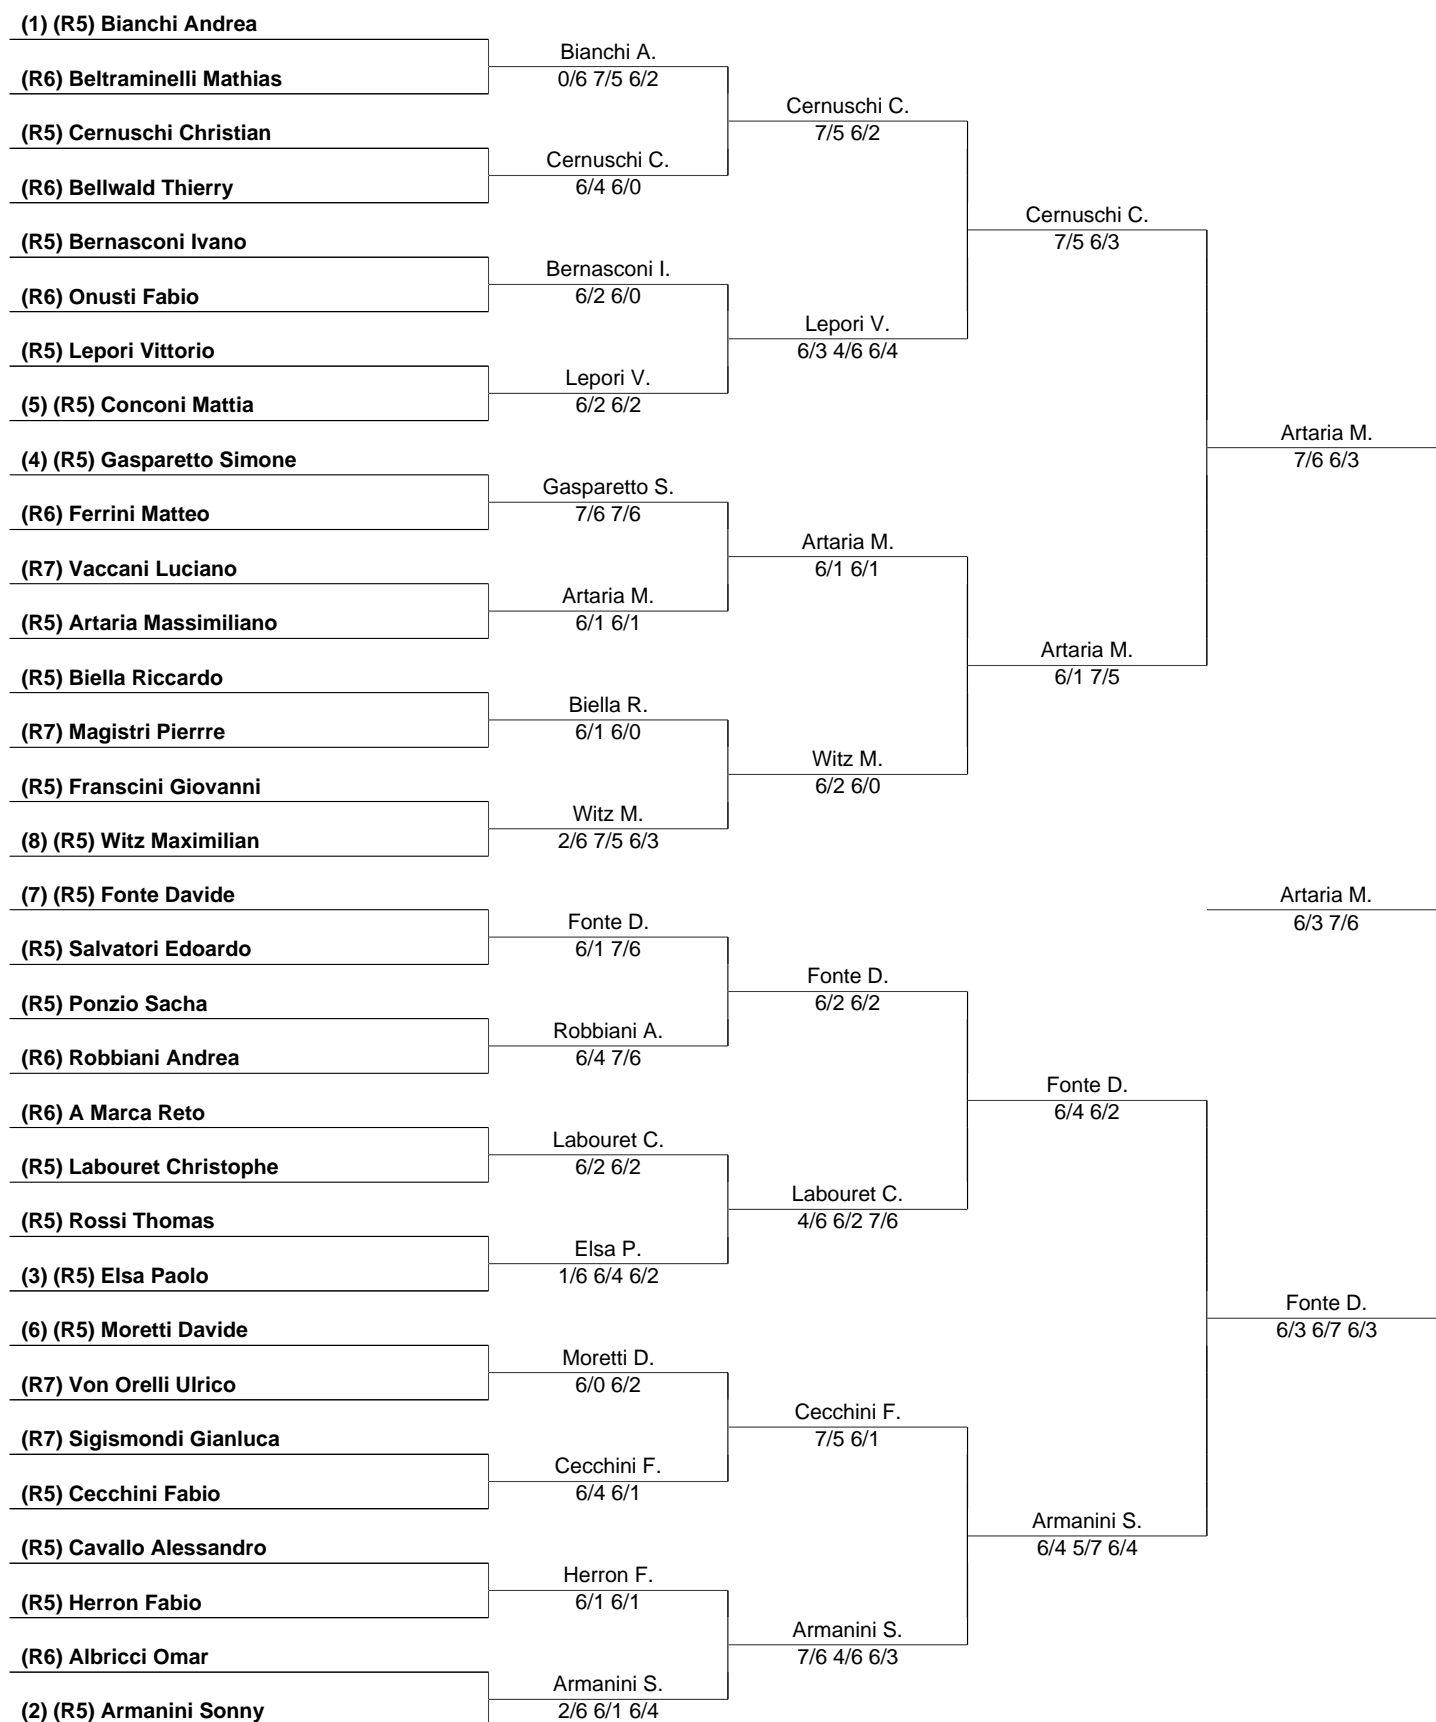 (1) (R5) Bianchi Andrea
Bianchi A.
(R6) Beltraminelli Mathias
0/6 7/5 6/2
Cernuschi C.
(R5) Cernuschi Christian
7/5 6/2
Cernuschi C.
(R6) Bellwald Thierry
6/4 6/0
Cernuschi C.
(R5) Bernasconi Ivano
7/5 6/3
Bernasconi I.
(R6) Onusti Fabio
6/2 6/0
Lepori V.
(R5) Lepori Vittorio
6/3 4/6 6/4
Lepori V.
(5) (R5) Conconi Mattia
6/2 6/2
Artaria M.
(4) (R5) Gasparetto Simone
7/6 6/3
Gasparetto S.
(R6) Ferrini Matteo
7/6 7/6
Artaria M.
(R7) Vaccani Luciano
6/1 6/1
Artaria M.
(R5) Artaria Massimiliano
6/1 6/1
Artaria M.
(R5) Biella Riccardo
6/1 7/5
Biella R.
(R7) Magistri Pierrre
6/1 6/0
Witz M.
(R5) Franscini Giovanni
6/2 6/0
Witz M.
(8) (R5) Witz Maximilian
2/6 7/5 6/3
(7) (R5) Fonte Davide
Artaria M.
6/3 7/6
Fonte D.
(R5) Salvatori Edoardo
6/1 7/6
Fonte D.
(R5) Ponzio Sacha
6/2 6/2
Robbiani A.
(R6) Robbiani Andrea
6/4 7/6
Fonte D.
(R6) A Marca Reto
6/4 6/2
Labouret C.
(R5) Labouret Christophe
6/2 6/2
Labouret C.
(R5) Rossi Thomas
4/6 6/2 7/6
Elsa P.
(3) (R5) Elsa Paolo
1/6 6/4 6/2
Fonte D.
(6) (R5) Moretti Davide
6/3 6/7 6/3
Moretti D.
(R7) Von Orelli Ulrico
6/0 6/2
Cecchini F.
(R7) Sigismondi Gianluca
7/5 6/1
Cecchini F.
(R5) Cecchini Fabio
6/4 6/1
Armanini S.
(R5) Cavallo Alessandro
6/4 5/7 6/4
Herron F.
(R5) Herron Fabio
6/1 6/1
Armanini S.
(R6) Albricci Omar
7/6 4/6 6/3
Armanini S.
(2) (R5) Armanini Sonny
2/6 6/1 6/4